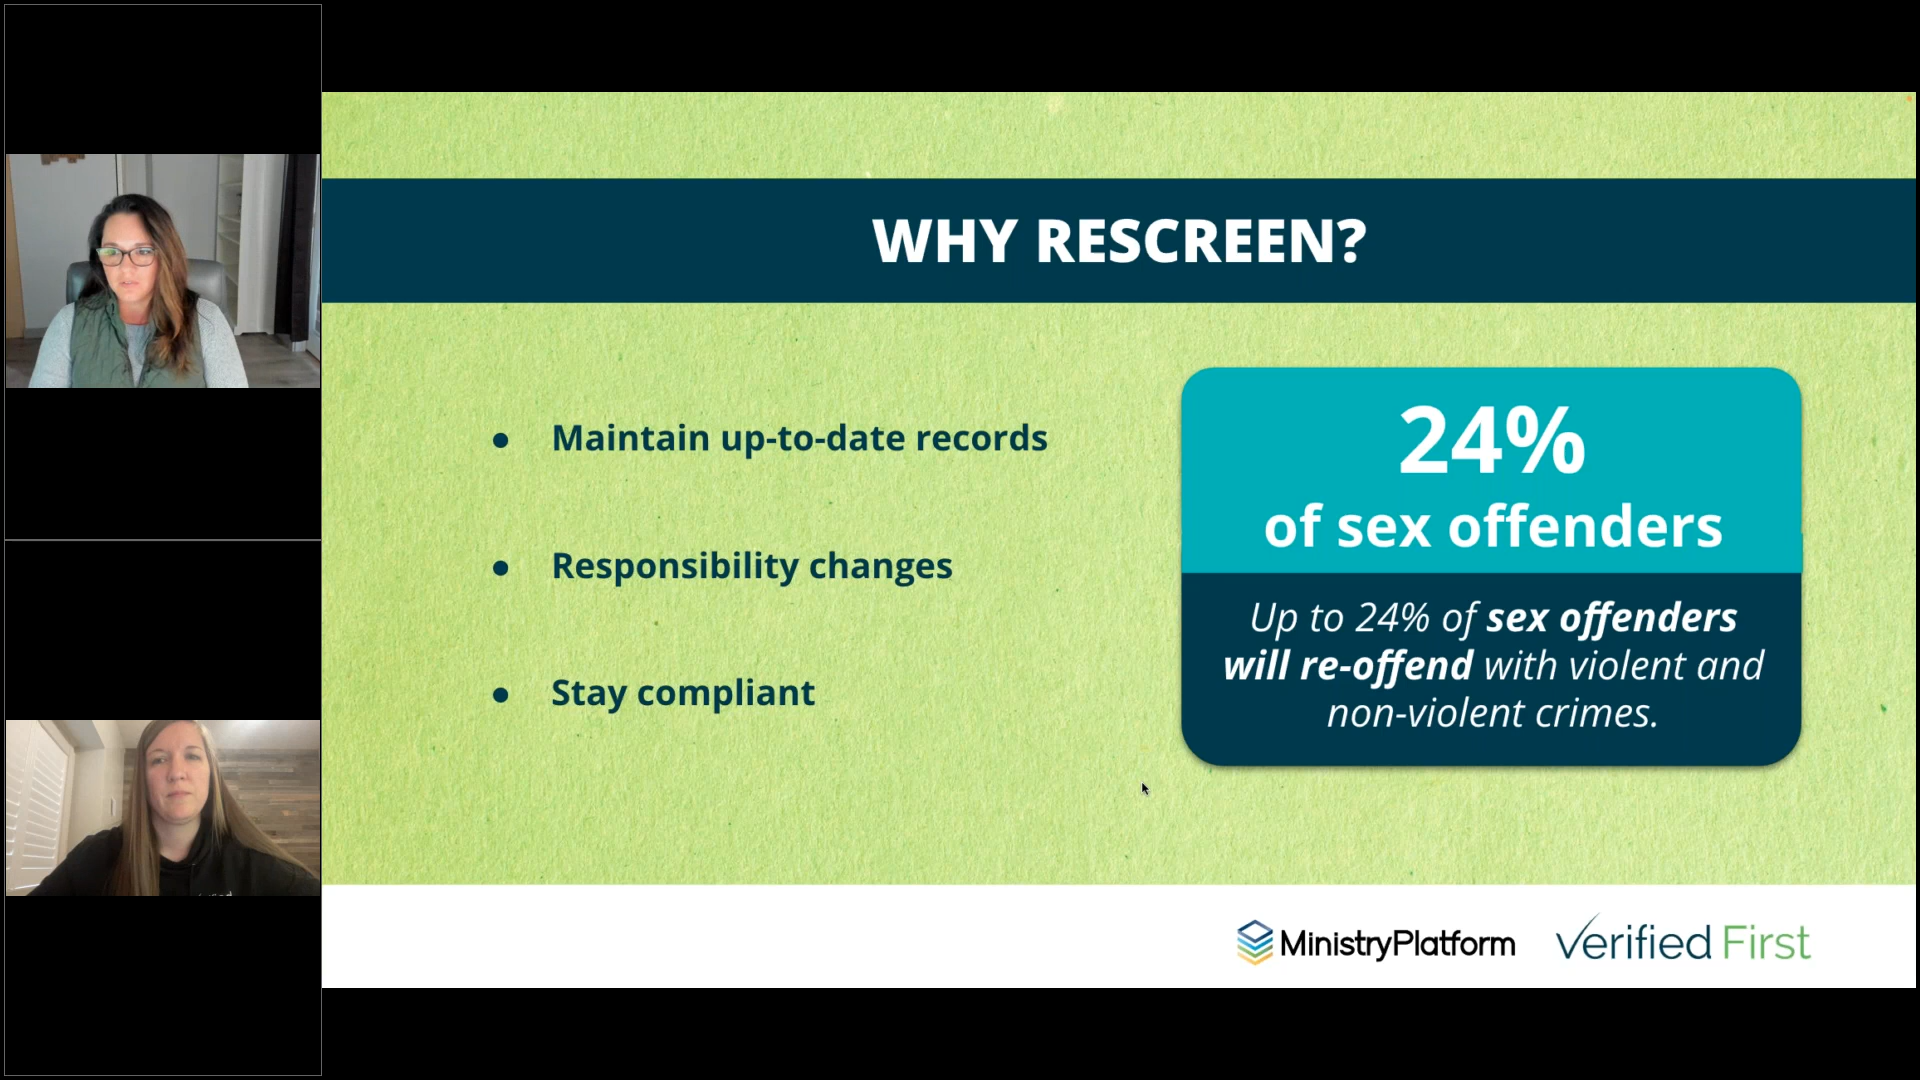 WHY RESCREEN?
● Maintain up-to-date records
● Responsibility changes
● Stay compliant
24%
of sex offenders
Up to 24% of sex offenders
will re-offend with violent and
non-violent crimes.
MinistryPlatform
Verified First